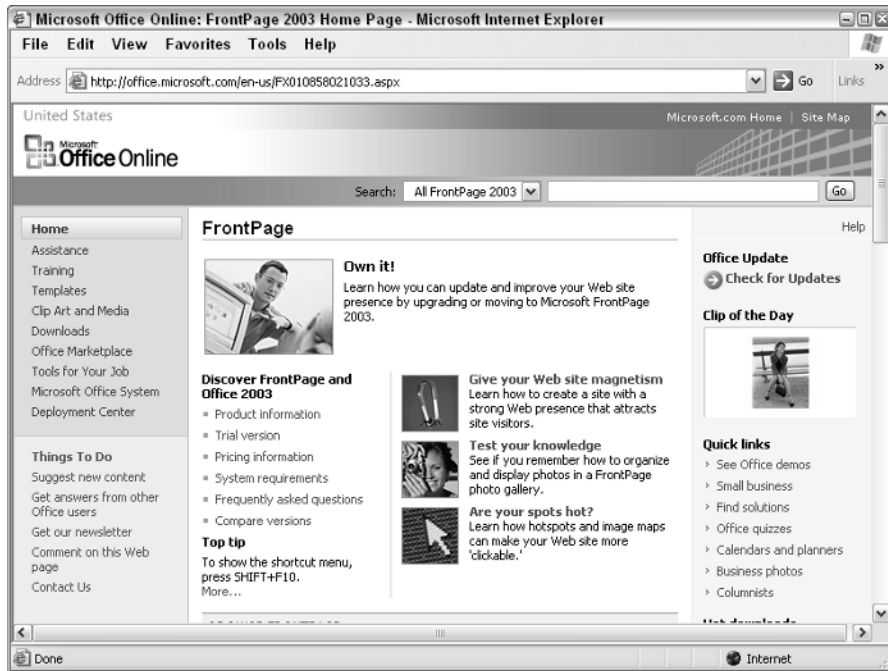 Microsoft Office Online: FrontPage 2003 Home Page - Microsoft Internet Explorer
File Edit View Favorites Tools Help
Address http://office.microsoft.com/en-us/FX010858021033.aspx Go Links »
United States
Microsoft.com Home | Site Map
Microsoft
Office Online
Search: All FrontPage 2003 Go
Home
Assistance
Training
Templates
Clip Art and Media
Downloads
Office Marketplace
Tools for Your Job
Microsoft Office System
Deployment Center
Things To Do
Suggest new content
Get answers from other
Office users
Get our newsletter
Comment on this Web
page
Contact Us
FrontPage
Own it!
Learn how you can update and improve your Web site
presence by upgrading or moving to Microsoft FrontPage
2003.
Discover FrontPage and
Office 2003
Product information
Trial version
Pricing information
System requirements
Frequently asked questions
Compare versions
Top tip
To show the shortcut menu,
press SHIFT+F10.
More...
Give your Web site magnetism
Learn how to create a site with a
strong Web presence that attracts
site visitors.
Test your knowledge
See if you remember how to organize
and display photos in a FrontPage
photo gallery.
Are your spots hot?
Learn how hotspots and image maps
can make your Web site more
'clickable.'
Help
Office Update
Check for Updates
Clip of the Day
Quick links
› See Office demos
› Small business
› Find solutions
› Office quizzes
› Calendars and planners
› Business photos
› Columnists
Done
Internet